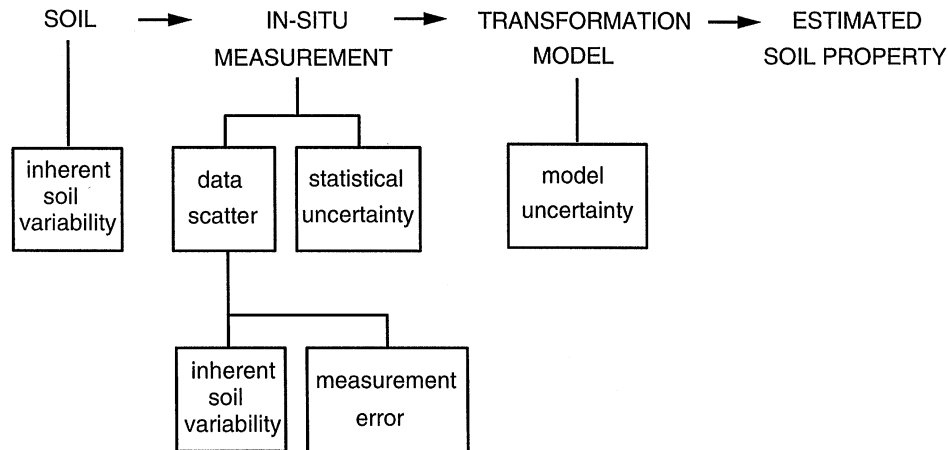 SOIL
IN-SITU
MEASUREMENT
TRANSFORMATION
MODEL
ESTIMATED
SOIL PROPERTY
inherent
soil
variability
data
scatter
statistical
uncertainty
model
uncertainty
inherent
soil
variability
measurement
error